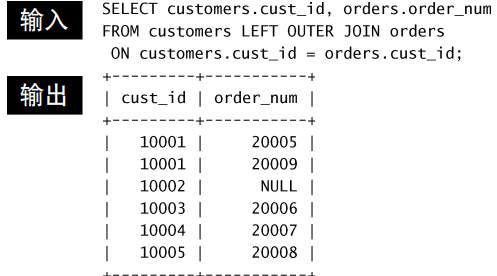 输入
SELECT customers.cust_id, orders.order_num
FROM customers LEFT OUTER JOIN orders
 ON customers.cust_id = orders.cust_id;
输出
+---------+-----------+
| cust_id | order_num |
+---------+-----------+
|   10001 |     20005 |
|   10001 |     20009 |
|   10002 |      NULL |
|   10003 |     20006 |
|   10004 |     20007 |
|   10005 |     20008 |
+---------+-----------+